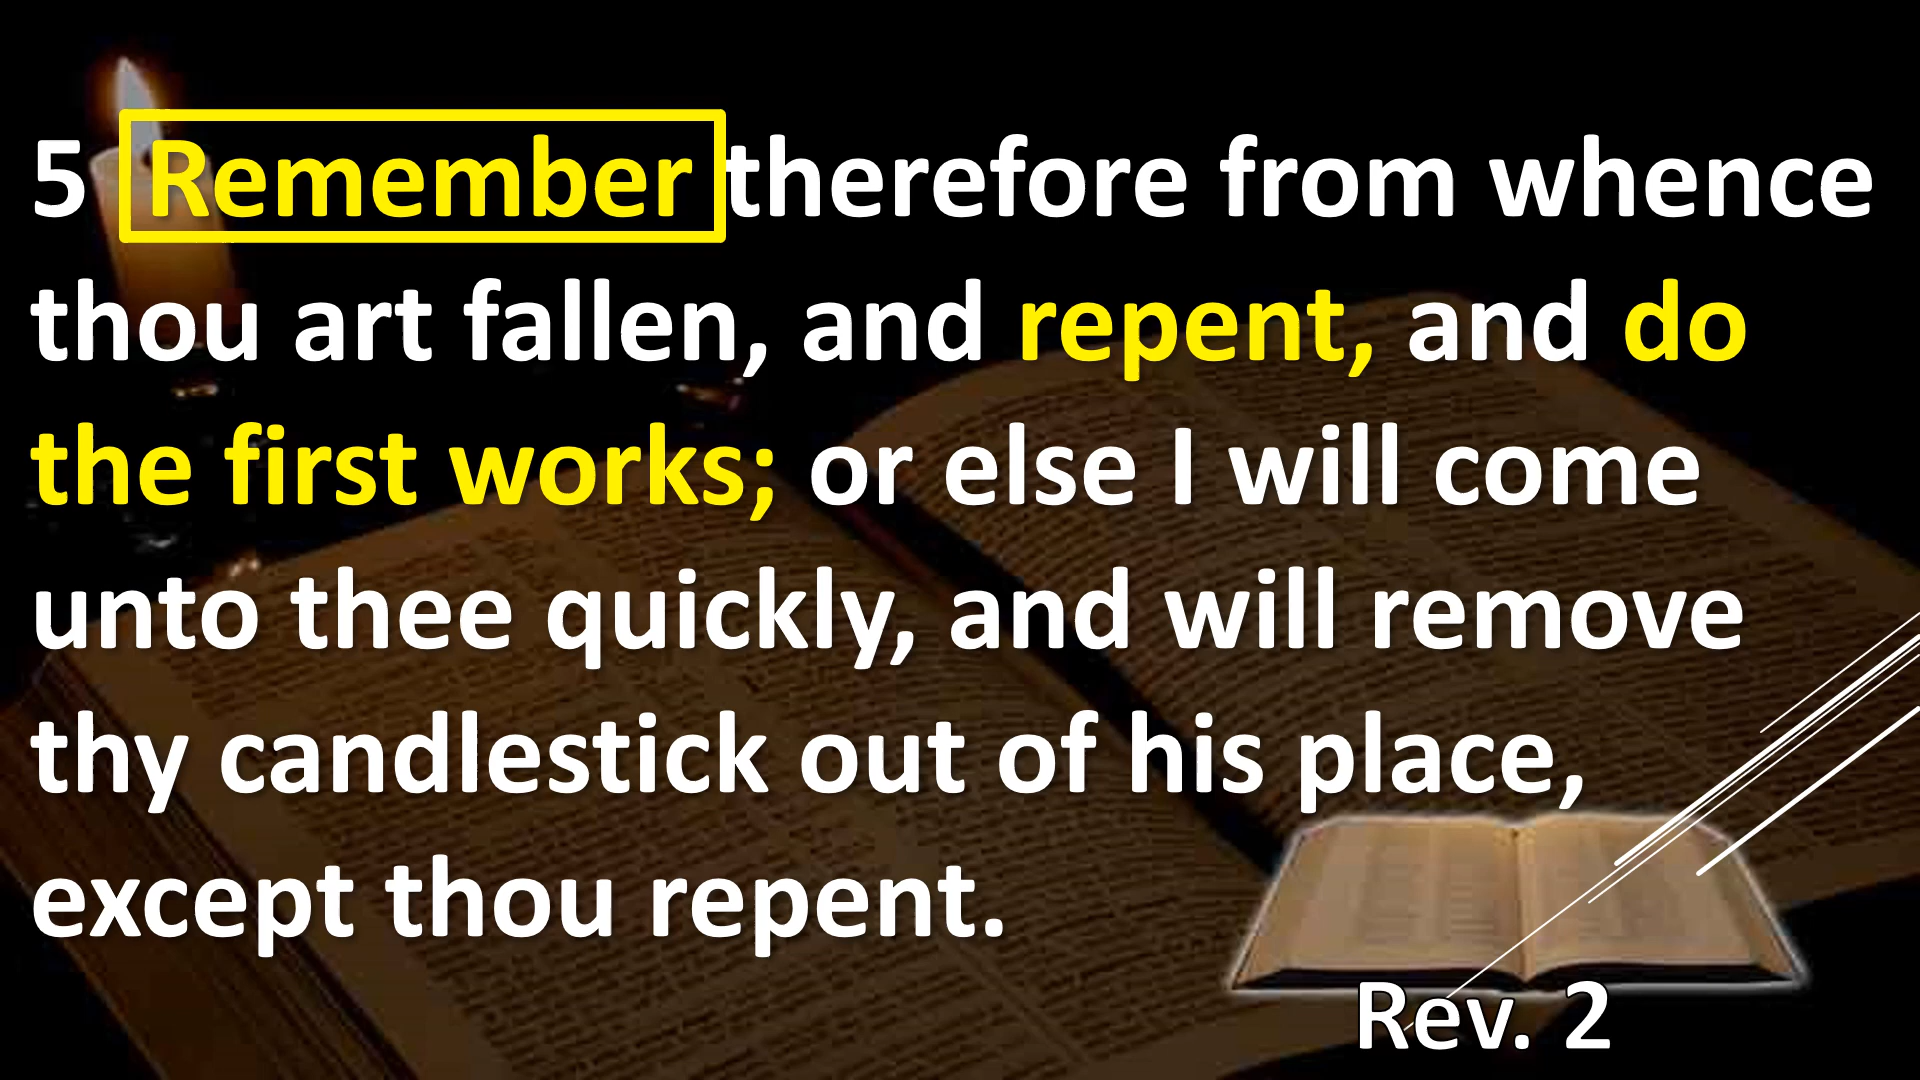 5 Remember therefore from whence
thou art fallen, and repent, and do
the first works; or else I will come
unto thee quickly, and will remove
thy candlestick out of his place,
except thou repent.
Rev. 2